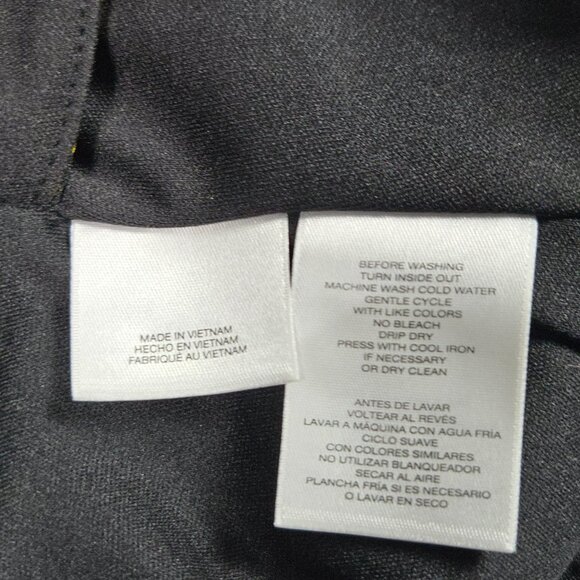 MADE IN VIETNAM
HECHO EN VIETNAM
FABRIQUÉ AU VIETNAM
BEFORE WASHING
TURN INSIDE OUT
MACHINE WASH COLD WATER
GENTLE CYCLE
WITH LIKE COLORS
NO BLEACH
DRIP DRY
PRESS WITH COOL IRON
IF NECESSARY
OR DRY CLEAN
ANTES DE LAVAR
VOLTEAR AL REVÉS
LAVAR A MÁQUINA CON AGUA FRÍA
CICLO SUAVE
CON COLORES SIMILARES
NO UTILIZAR BLANQUEADOR
SECAR AL AIRE
PLANCHA FRÍA SI ES NECESARIO
O LAVAR EN SECO